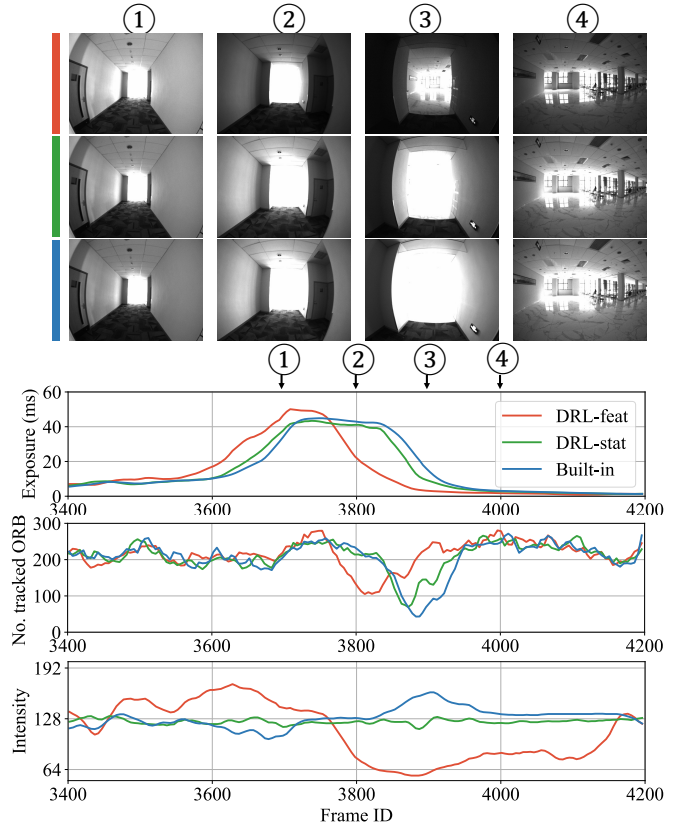 ① ② ③ ④
① ② ③ ④
Exposure (ms)
60
40
20
0
3400 3600 3800 4000 4200
DRL-feat
DRL-stat
Built-in
No. tracked ORB
300
200
100
0
3400 3600 3800 4000 4200
Intensity
192
128
64
3400 3600 3800 4000 4200
Frame ID